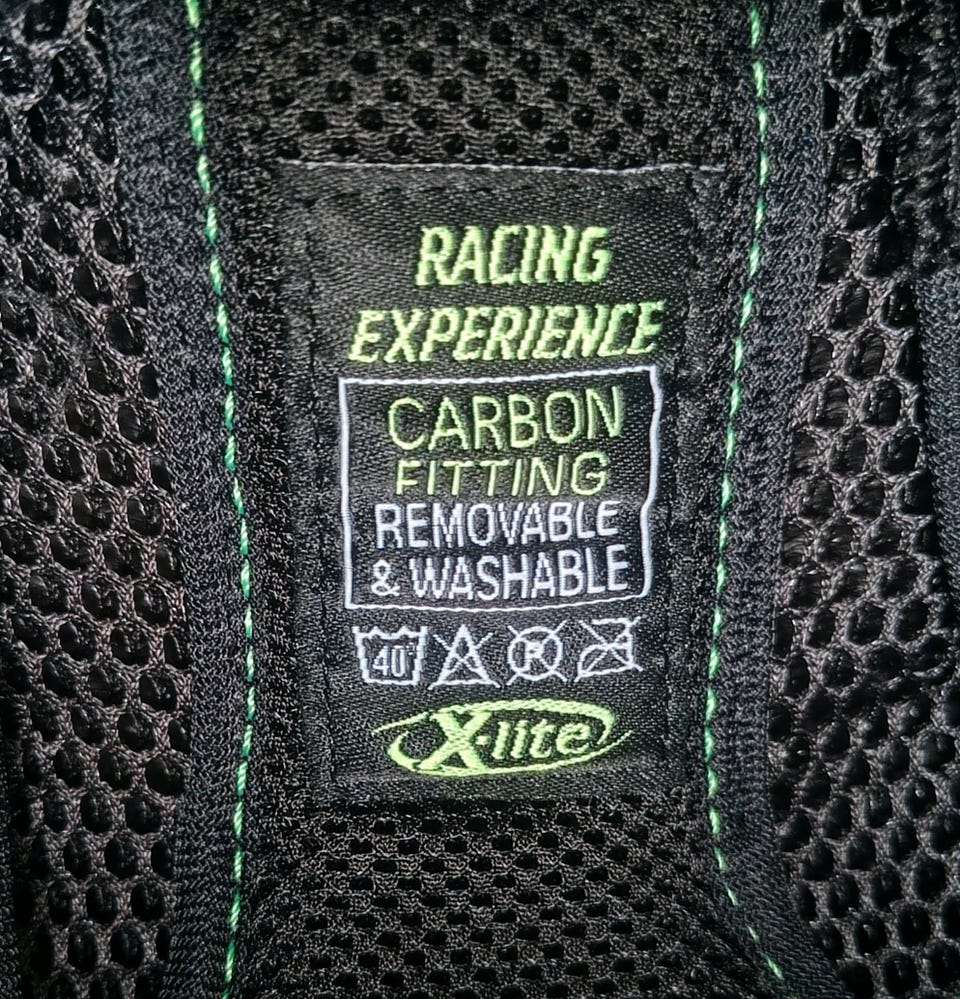 RACING
EXPERIENCE
CARBON
FITTING
REMOVABLE
& WASHABLE
40°
X-lite